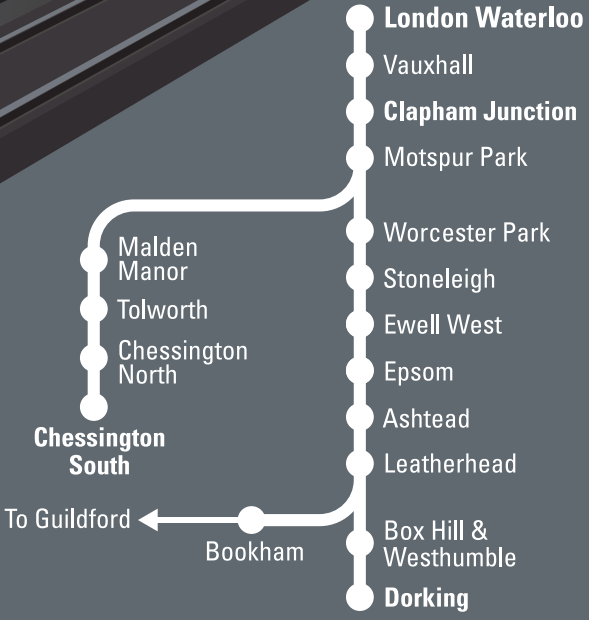 London Waterloo
Vauxhall
Clapham Junction
Motspur Park
Worcester Park
Stoneleigh
Ewell West
Epsom
Ashtead
Leatherhead
Box Hill &
Westhumble
Dorking
Malden
Manor
Tolworth
Chessington
North
Chessington
South
To Guildford
Bookham